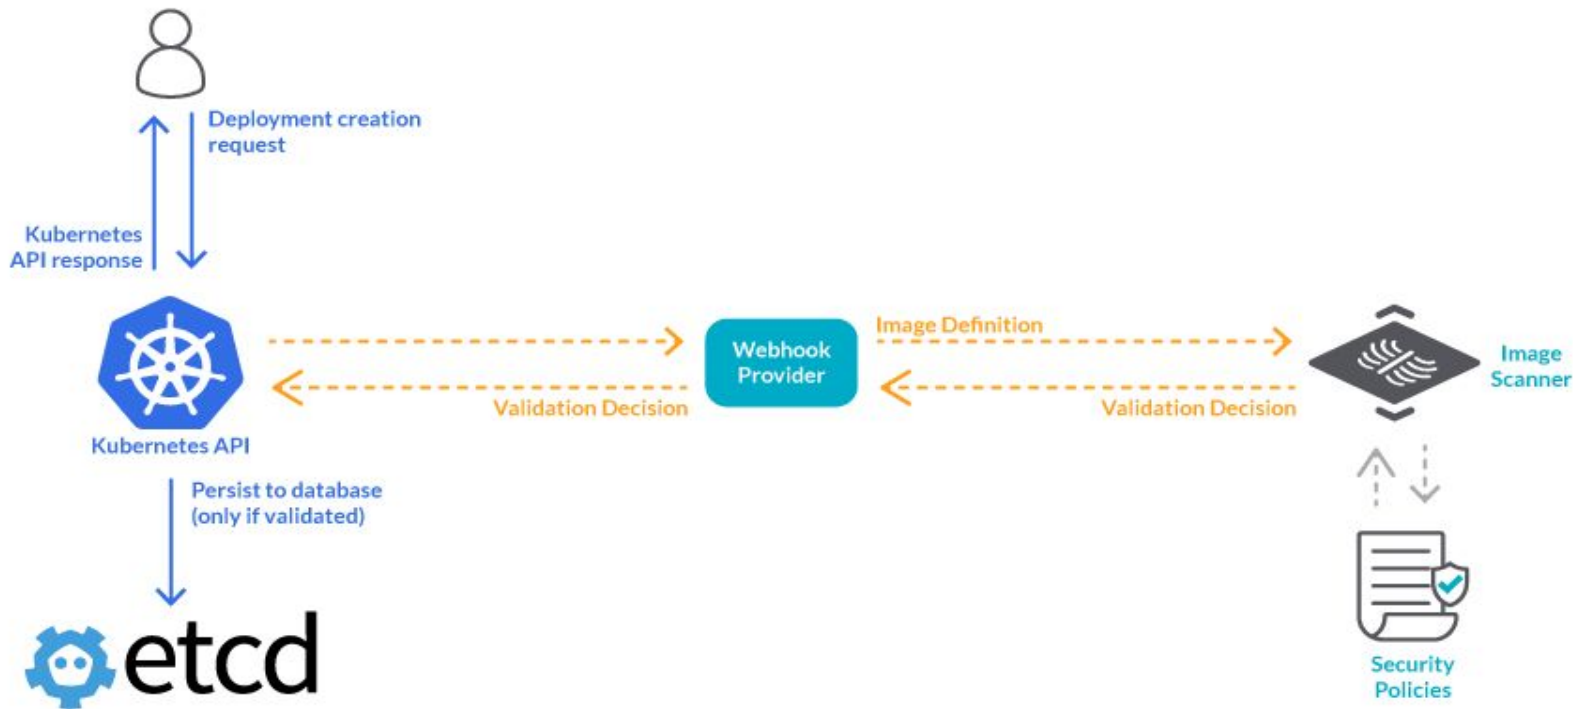 Deployment creation
request
Kubernetes
API response
Kubernetes API
Webhook
Provider
Image Definition
Validation Decision
Validation Decision
Image
Scanner
Persist to database
(only if validated)
etcd
Security
Policies